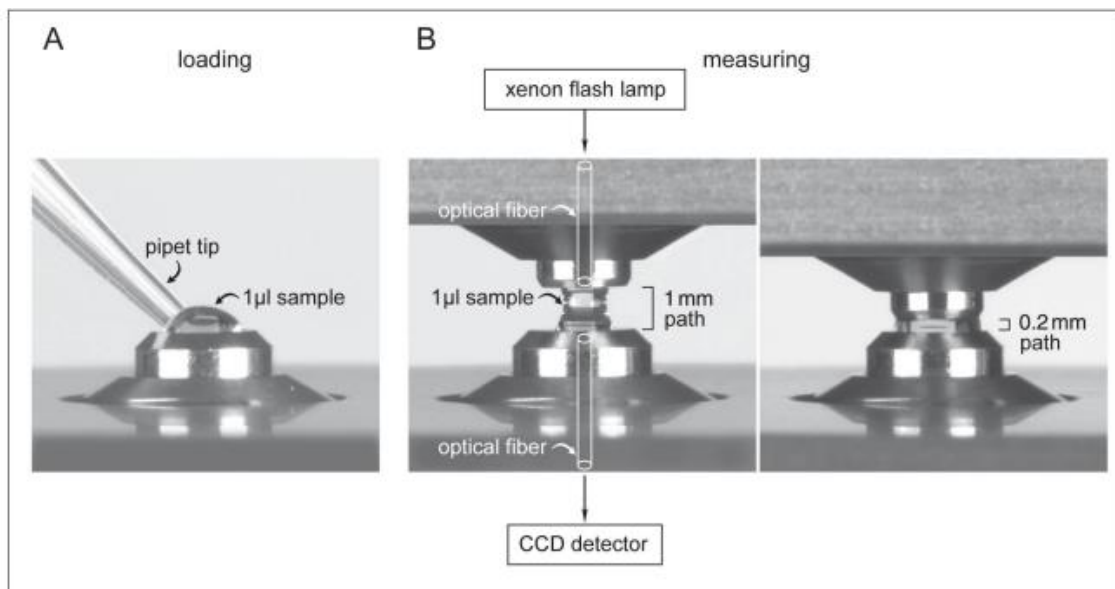 A
loading
pipet tip
1µl sample
B
measuring
xenon flash lamp
optical fiber
1µl sample
1 mm
path
optical fiber
CCD detector
0.2 mm
path